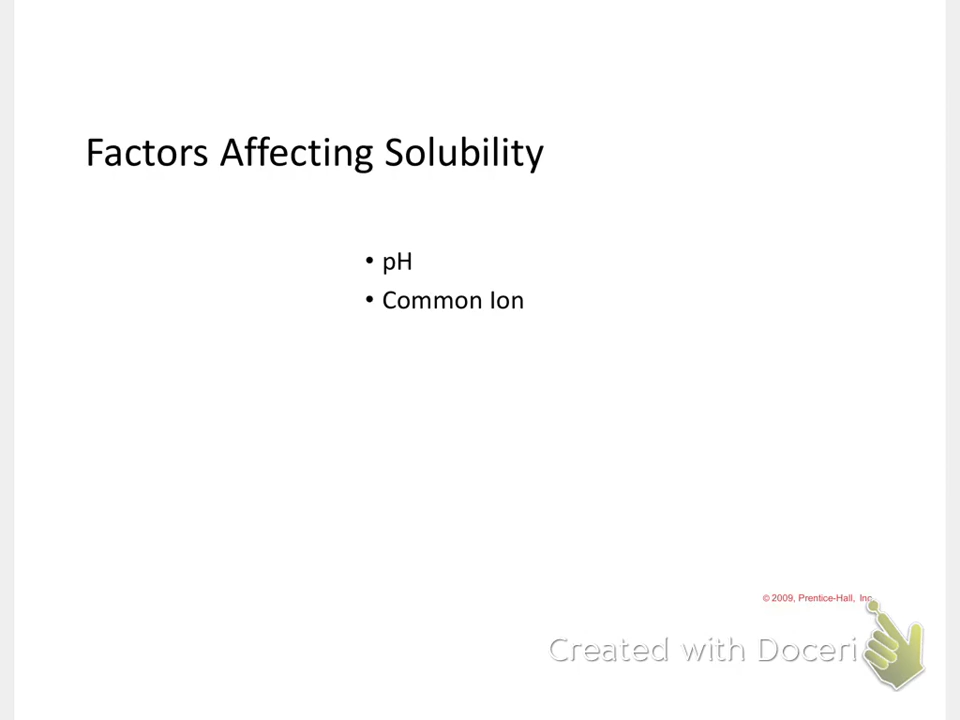 Factors Affecting Solubility
• pH
• Common Ion
© 2009, Prentice-Hall, Inc.
Created with Doceri